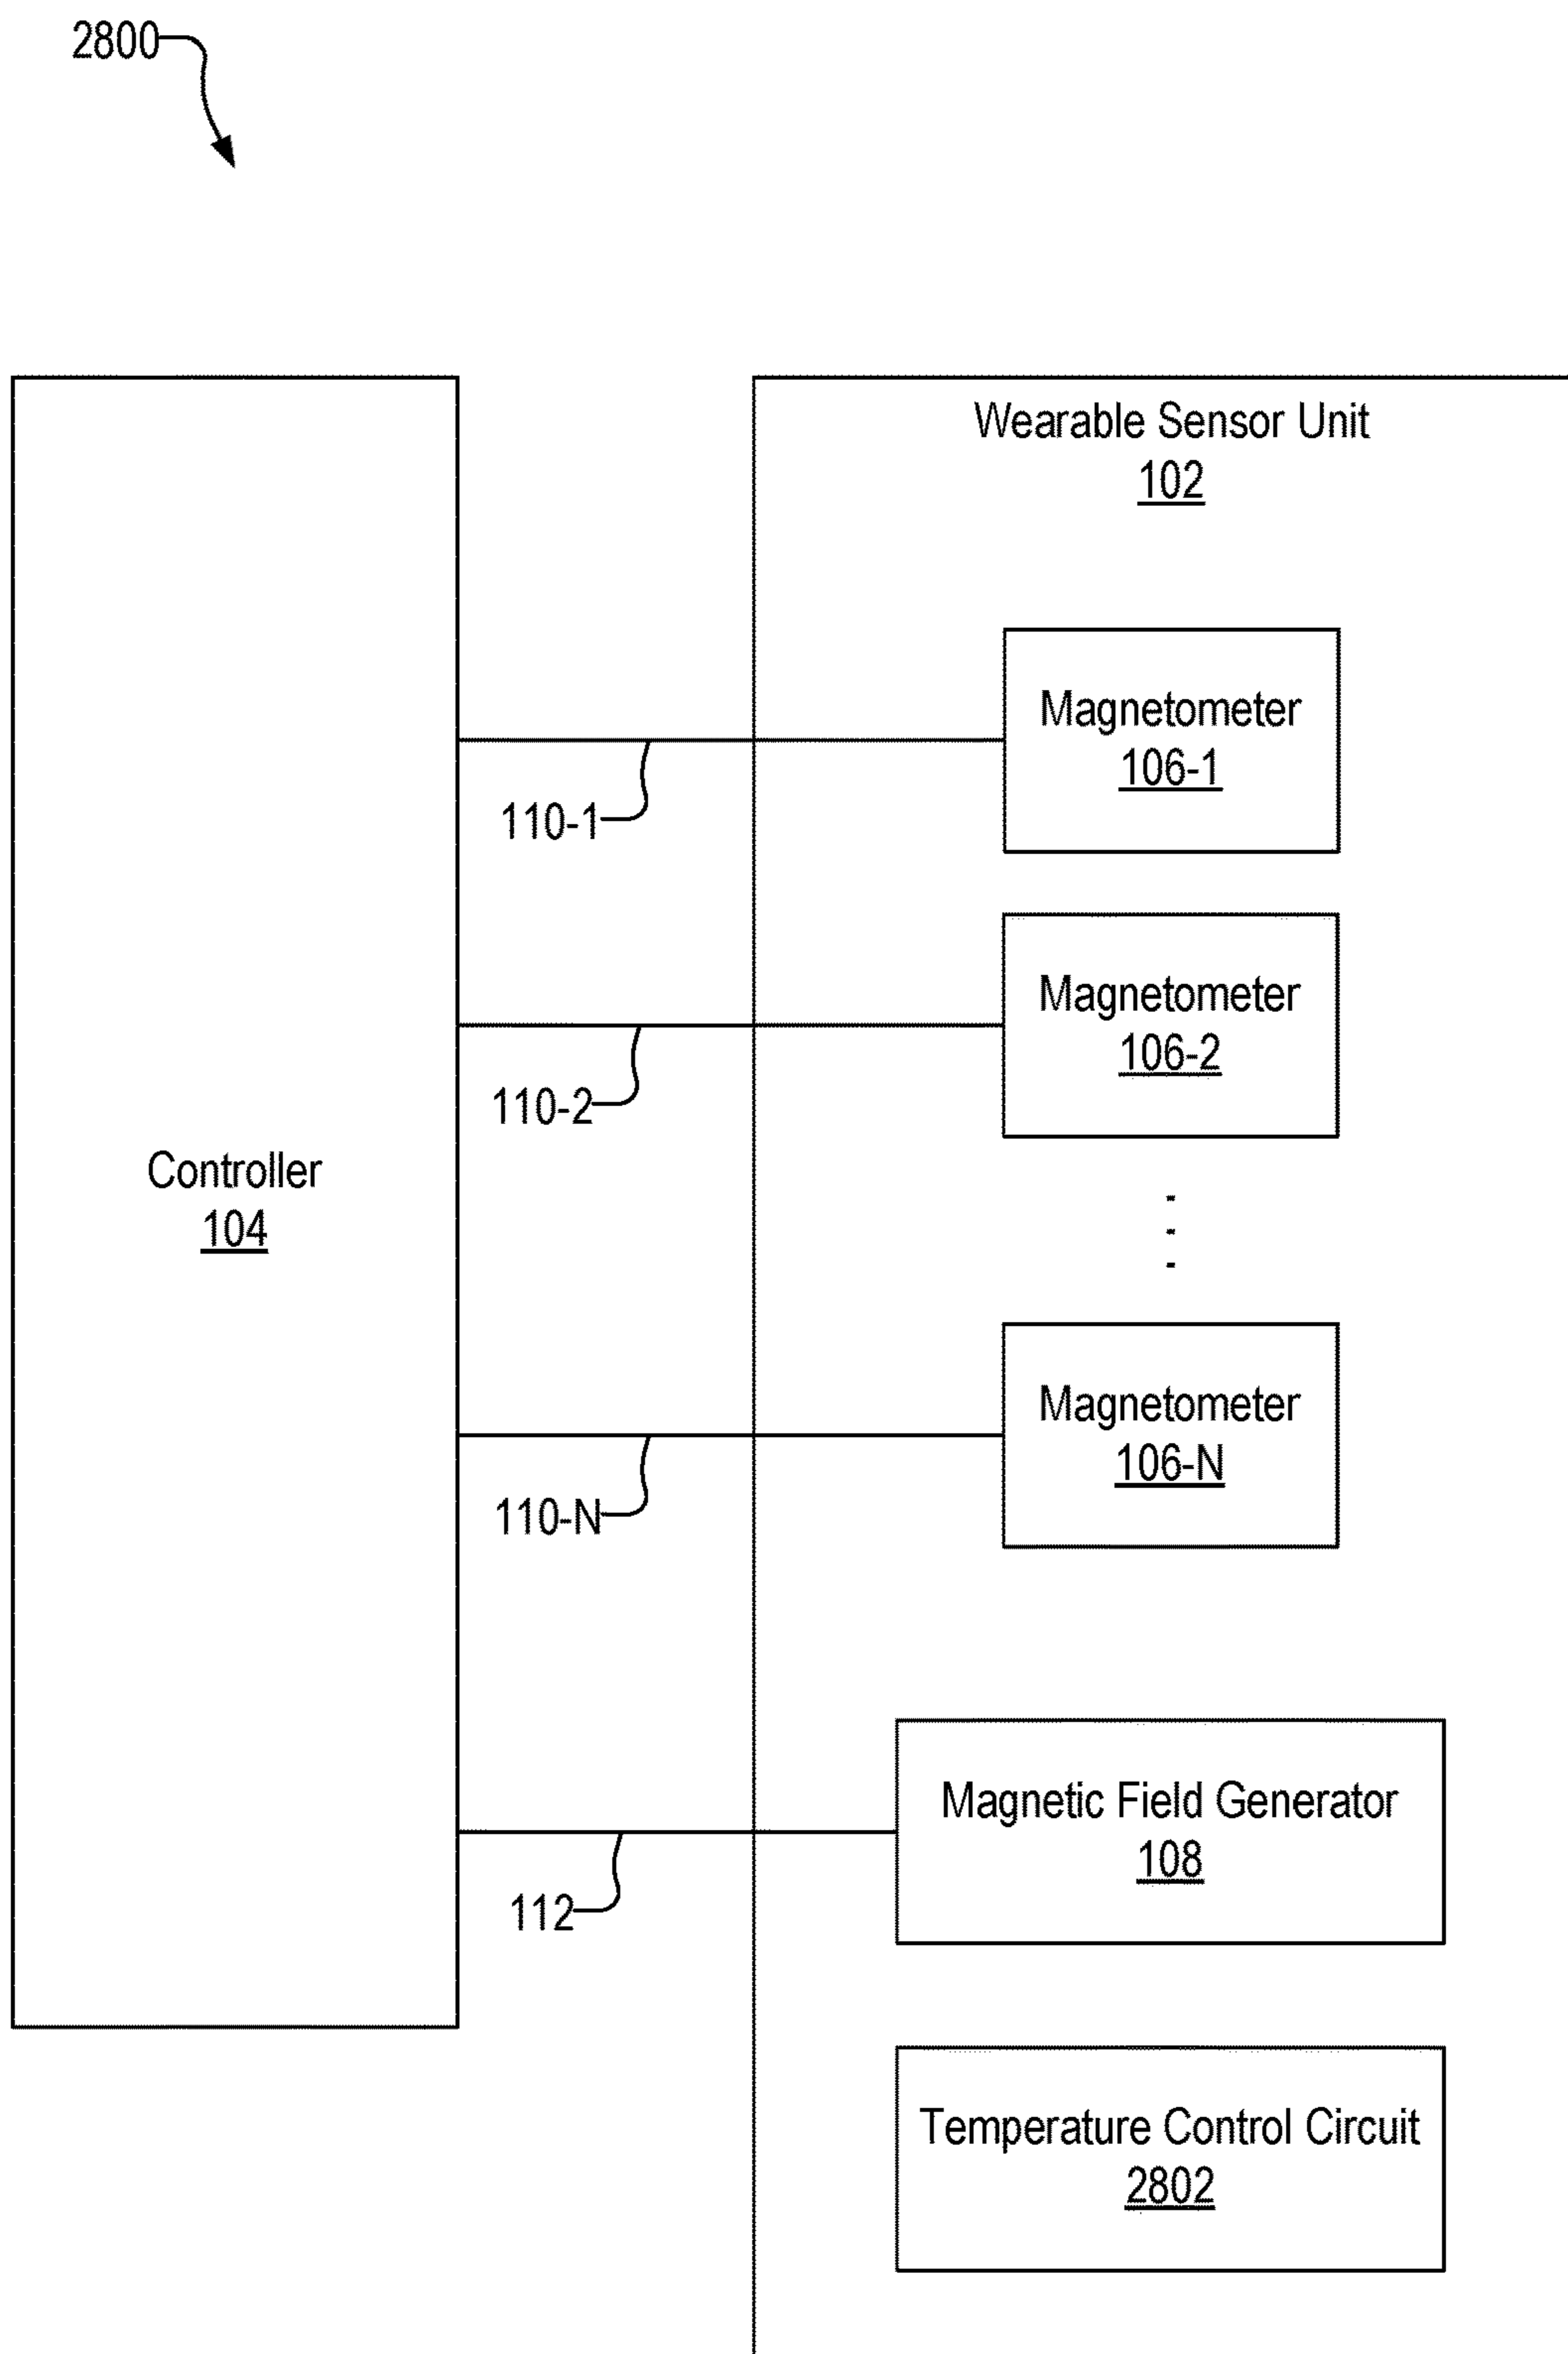 2800
Wearable Sensor Unit
102
Magnetometer
106-1
110-1
Magnetometer
106-2
110-2
Controller
104
Magnetometer
106-N
110-N
Magnetic Field Generator
108
112
Temperature Control Circuit
2802